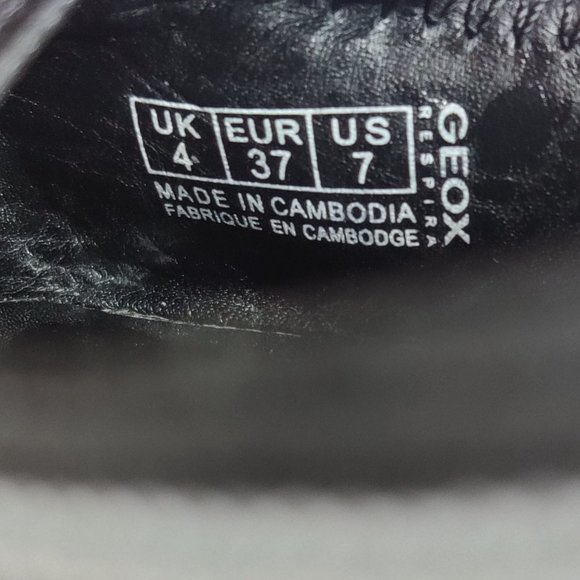 UK EUR US
4 37 7
MADE IN CAMBODIA
FABRIQUE EN CAMBODGE
GEOX
RESPIRA